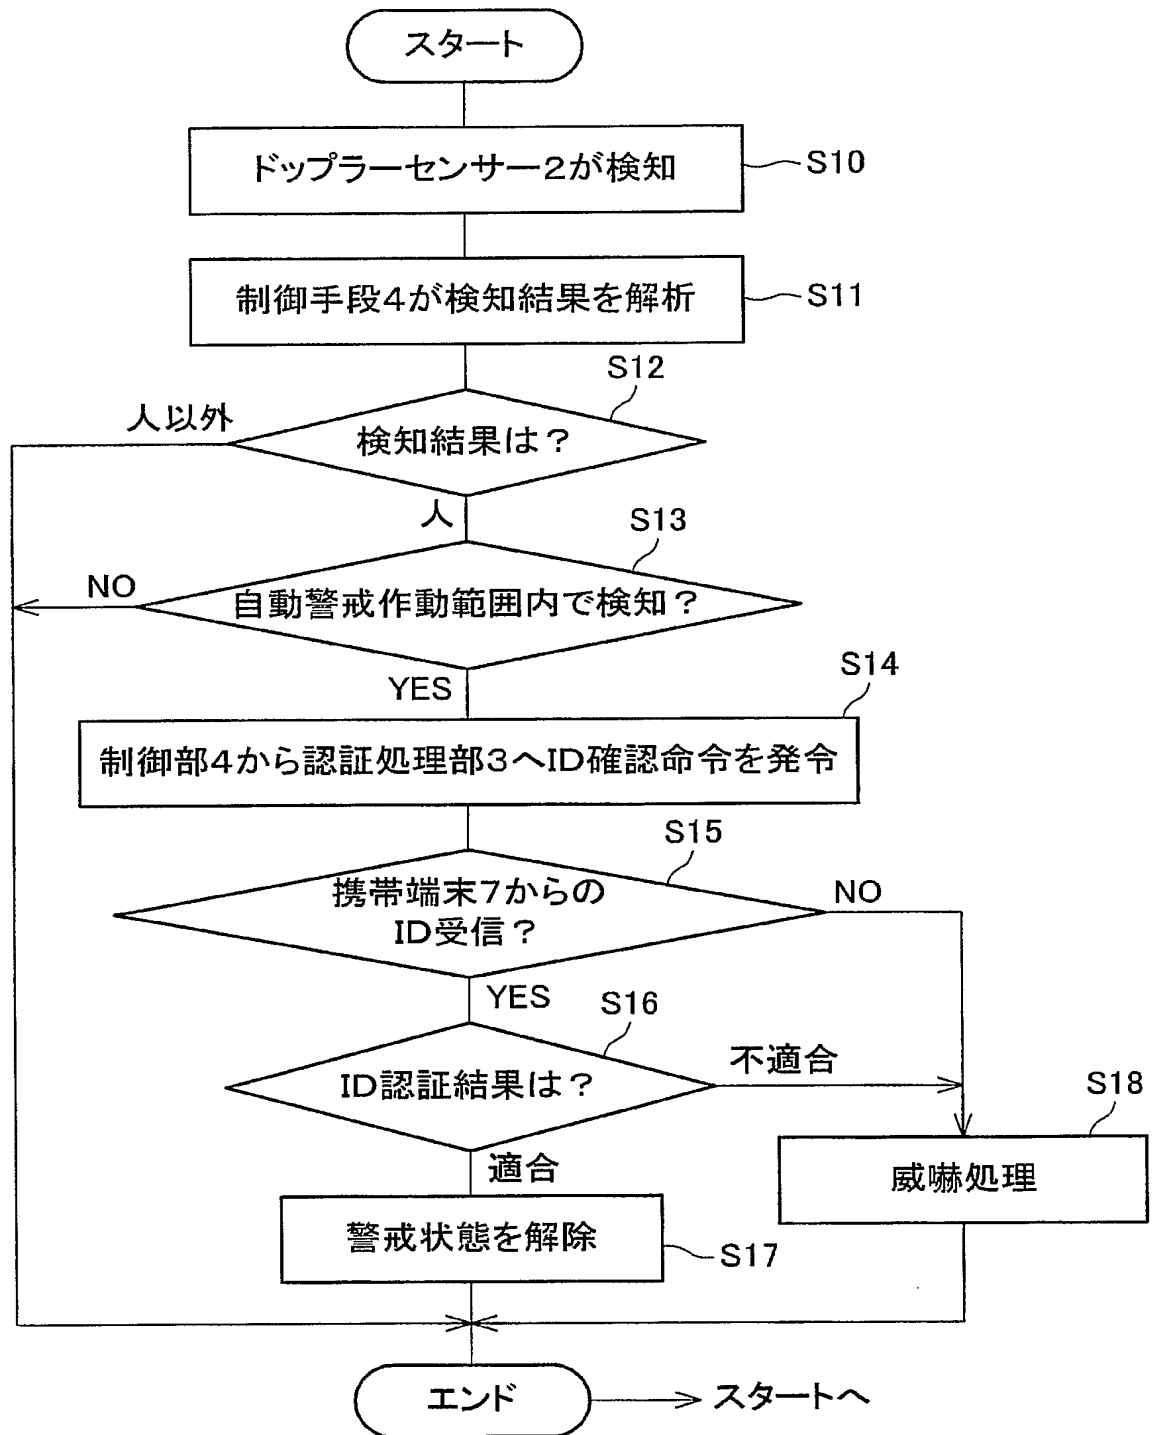 スタート
ドップラーセンサー2が検知
S10
制御手段4が検知結果を解析
S11
S12
人以外
検知結果は?
人
S13
NO
自動警戒作動範囲内で検知?
YES
S14
制御部4から認証処理部3へID確認命令を発令
S15
携帯端末7からの
ID受信?
NO
YES
S16
ID認証結果は?
不適合
S18
適合
威嚇処理
警戒状態を解除
S17
エンド
スタートへ